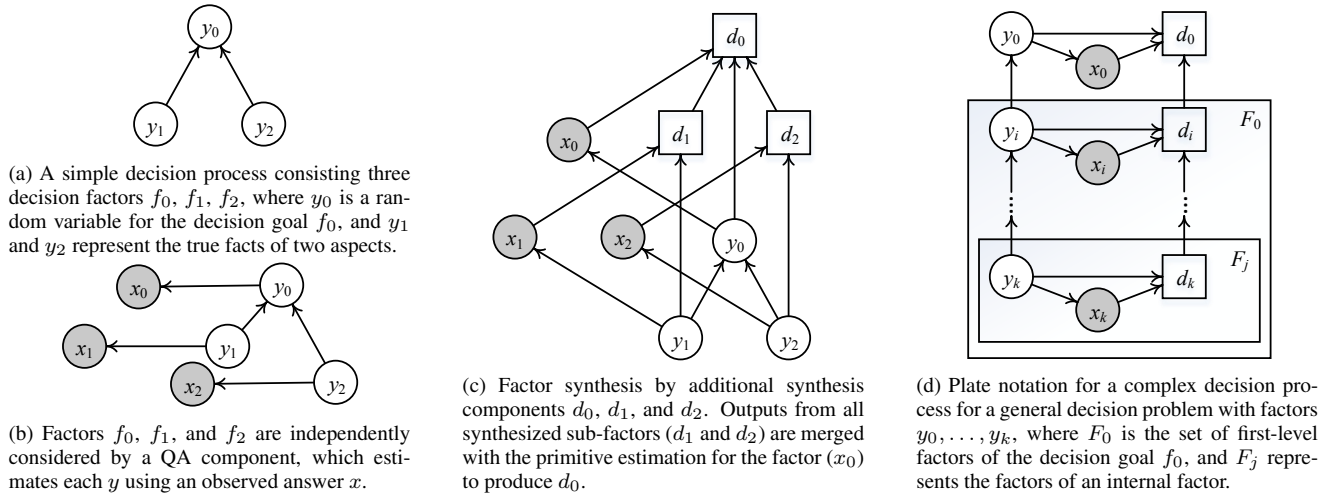 y0
y1 y2
(a) A simple decision process consisting three
decision factors f0, f1, f2, where y0 is a ran-
dom variable for the decision goal f0, and y1
and y2 represent the true facts of two aspects.
x0 y0
x1 y1
x2 y2
(b) Factors f0, f1, and f2 are independently
considered by a QA component, which esti-
mates each y using an observed answer x.
d0
x0 d1 d2
x1 x2 y0
y1 y2
(c) Factor synthesis by additional synthesis
components d0, d1, and d2. Outputs from all
synthesized sub-factors (d1 and d2) are merged
with the primitive estimation for the factor (x0)
to produce d0.
y0 d0
x0
F0
yi di
xi
... ...
Fj
yk dk
xk
(d) Plate notation for a complex decision pro-
cess for a general decision problem with factors
y0, . . . , yk, where F0 is the set of first-level
factors of the decision goal f0, and Fj repre-
sents the factors of an internal factor.